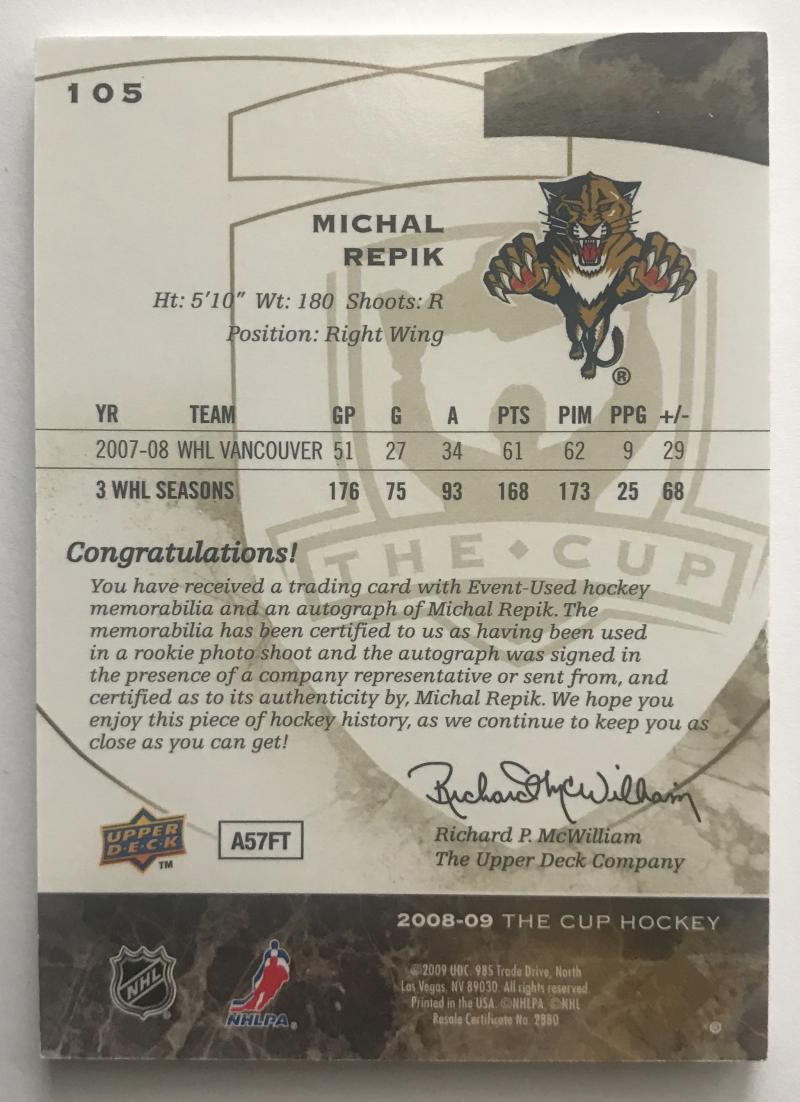 105
MICHAL
REPIK
Ht: 5'10" Wt: 180 Shoots: R
Position: Right Wing
®
YR TEAM GP G A PTS PIM PPG +/-
2007-08 WHL VANCOUVER 51 27 34 61 62 9 29
3 WHL SEASONS 176 75 93 168 173 25 68
THE CUP
Congratulations!
You have received a trading card with Event-Used hockey
memorabilia and an autograph of Michal Repik. The
memorabilia has been certified to us as having been used
in a rookie photo shoot and the autograph was signed in
the presence of a company representative or sent from, and
certified as to its authenticity by, Michal Repik. We hope you
enjoy this piece of hockey history, as we continue to keep you as
close as you can get!
Richard McWilliam
Richard P. McWilliam
The Upper Deck Company
UPPER
D·E·C·K
TM
A57FT
2008-09 THE CUP HOCKEY
NHL
NHLPA®
©2009 UDC. 985 Trade Drive, North
Las Vegas, NV 89030. All rights reserved.
Printed in the USA. ©NHLPA. ©NHL
Resale Certificate No. 2880